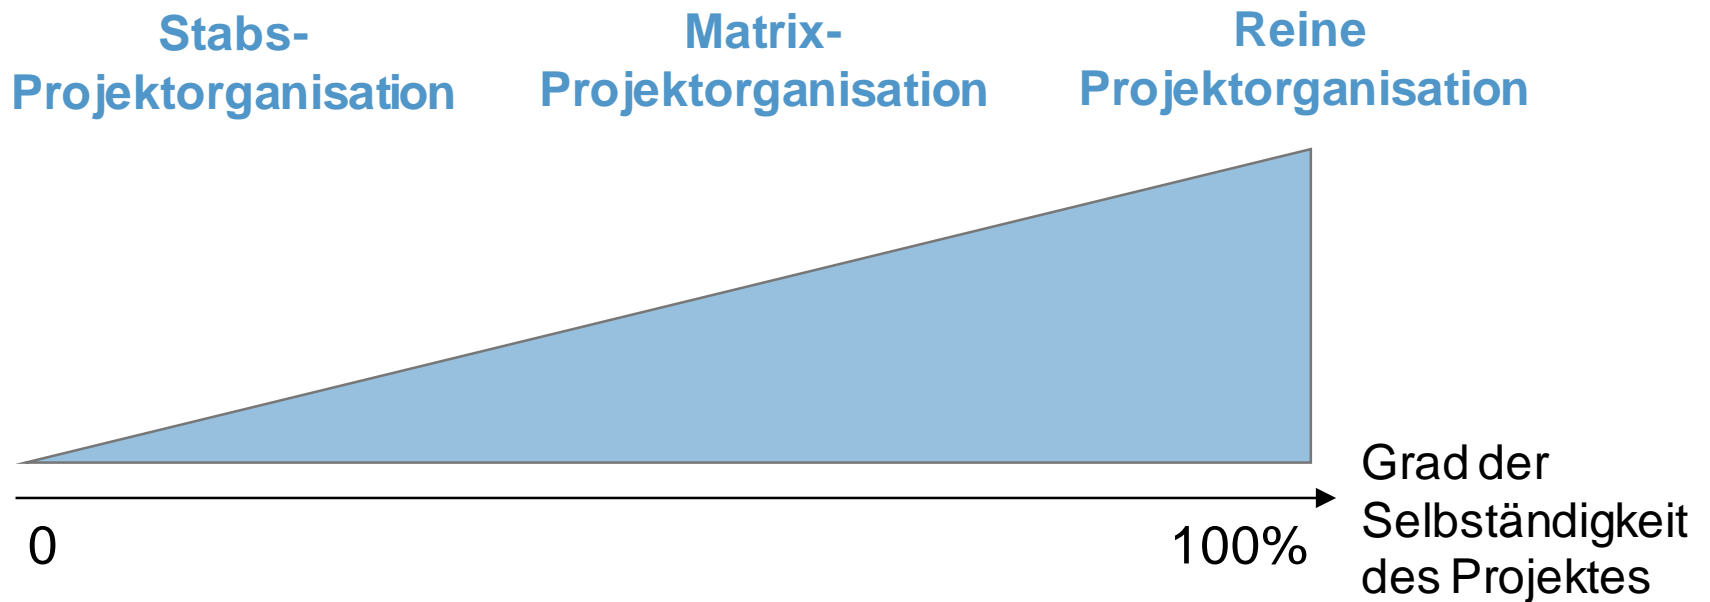 Stabs-
Projektorganisation
Matrix-
Projektorganisation
Reine
Projektorganisation
0
100%
Grad der
Selbständigkeit
des Projektes